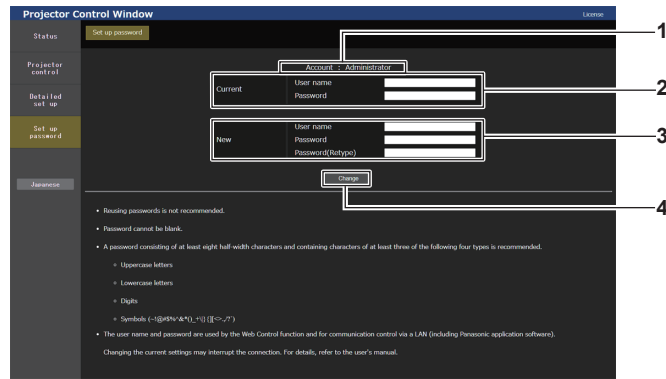 Projector Control Window
License
Status
Set up password
1
Projector
control
Account : Administrator
Current
User name
Password
2
Detailed
set up
Set up
password
New
User name
Password
Password(Retype)
3
Japanese
Change
4
• Reusing passwords is not recommended.
• Password cannot be blank.
• A password consisting of at least eight half-width characters and containing characters of at least three of the following four types is recommended.
Uppercase letters
Lowercase letters
Digits
Symbols (~!@#$%^&*()_+\|{}[]<>.,/?`)
• The user name and password are used by the Web Control function and for communication control via a LAN (including Panasonic application software).
Changing the current settings may interrupt the connection. For details, refer to the user's manual.